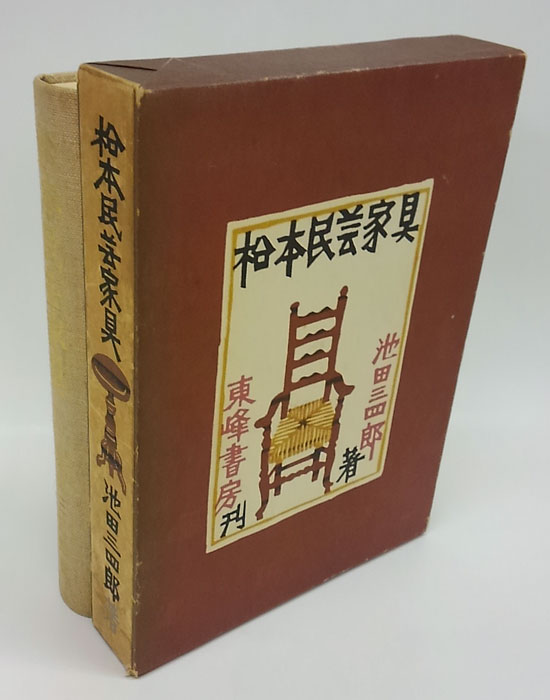 松本民芸家具
池田三四郎
著
東峰書房
刊
松本民芸家具
池田三四郎